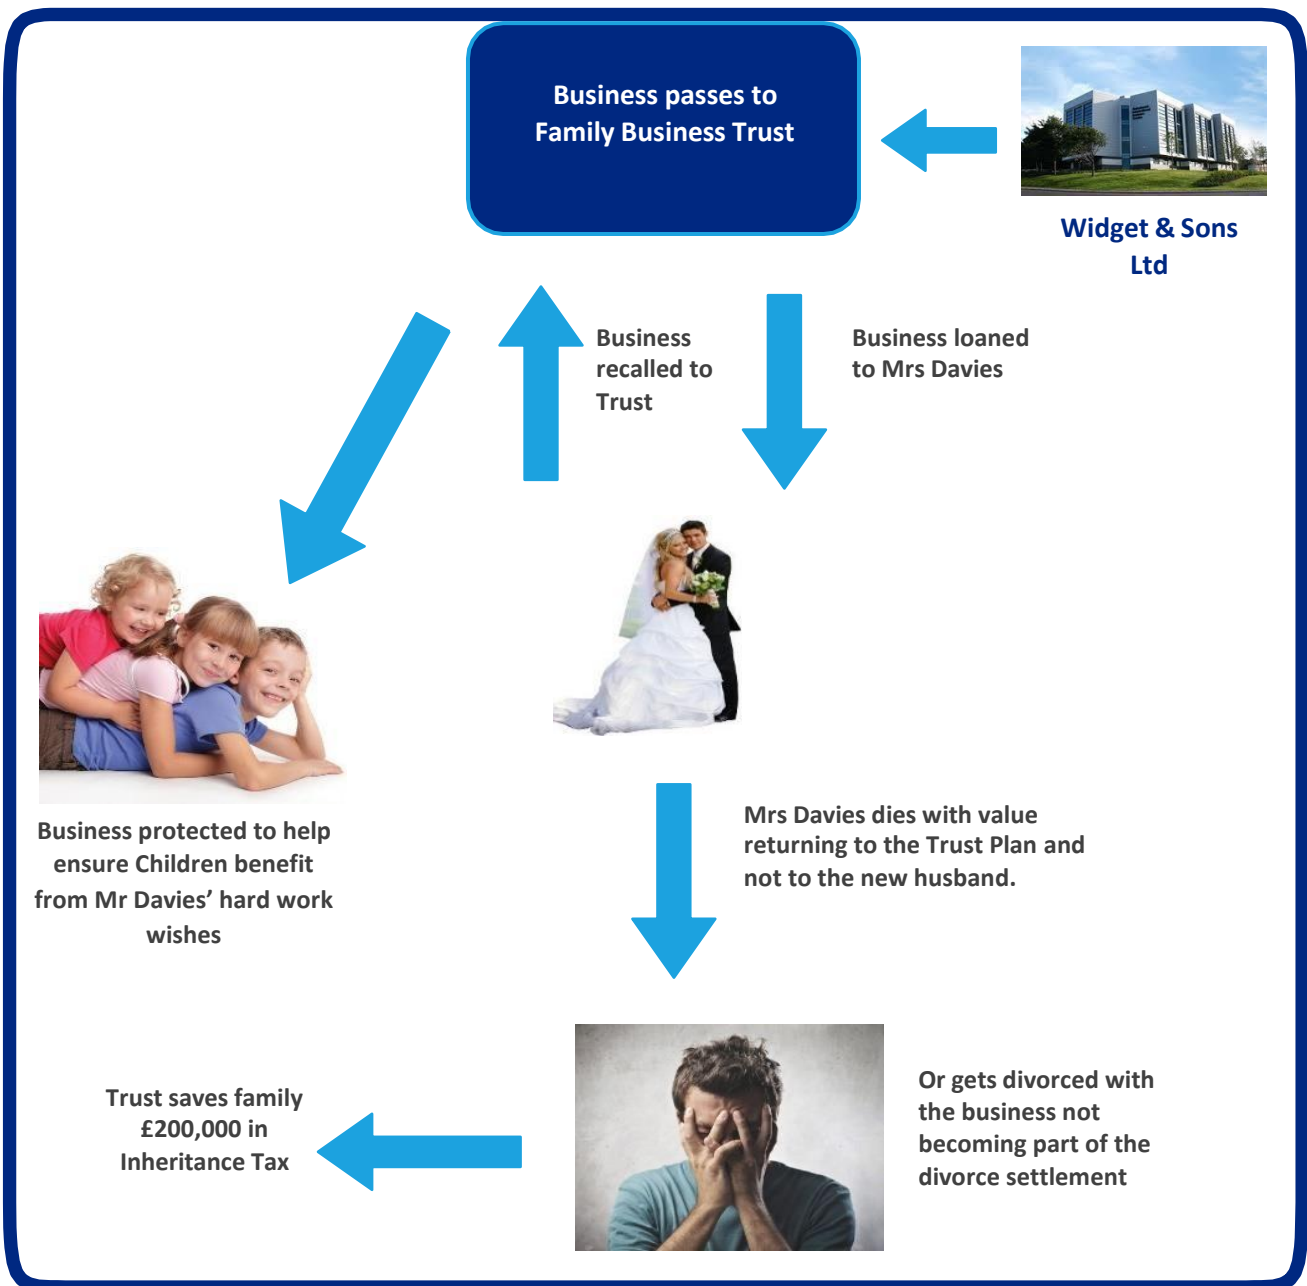 Business passes to
Family Business Trust
Widget & Sons
Ltd
Business
recalled to
Trust
Business loaned
to Mrs Davies
Business protected to help
ensure Children benefit
from Mr Davies’ hard work
wishes
Mrs Davies dies with value
returning to the Trust Plan and
not to the new husband.
Trust saves family
£200,000 in
Inheritance Tax
Or gets divorced with
the business not
becoming part of the
divorce settlement